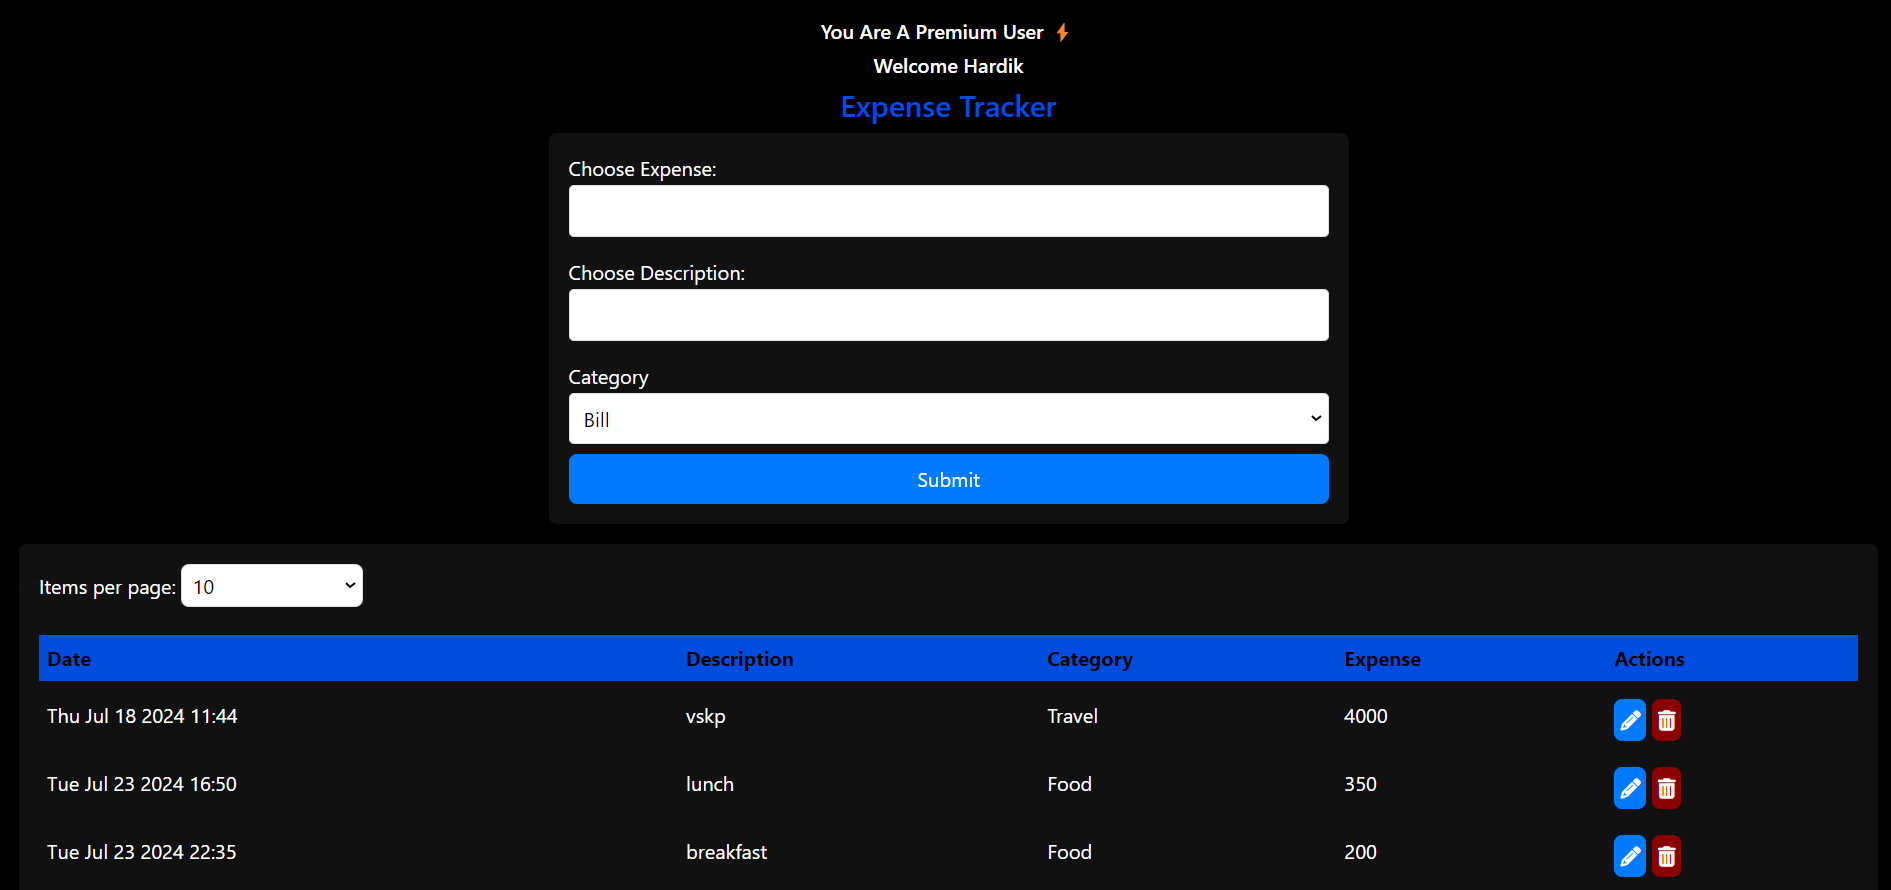 You Are A Premium User
Welcome Hardik
Expense Tracker
Choose Expense:
Choose Description:
Category
Bill
Submit
Items per page: 10
Date Description Category Expense Actions
Thu Jul 18 2024 11:44 vskp Travel 4000
Tue Jul 23 2024 16:50 lunch Food 350
Tue Jul 23 2024 22:35 breakfast Food 200